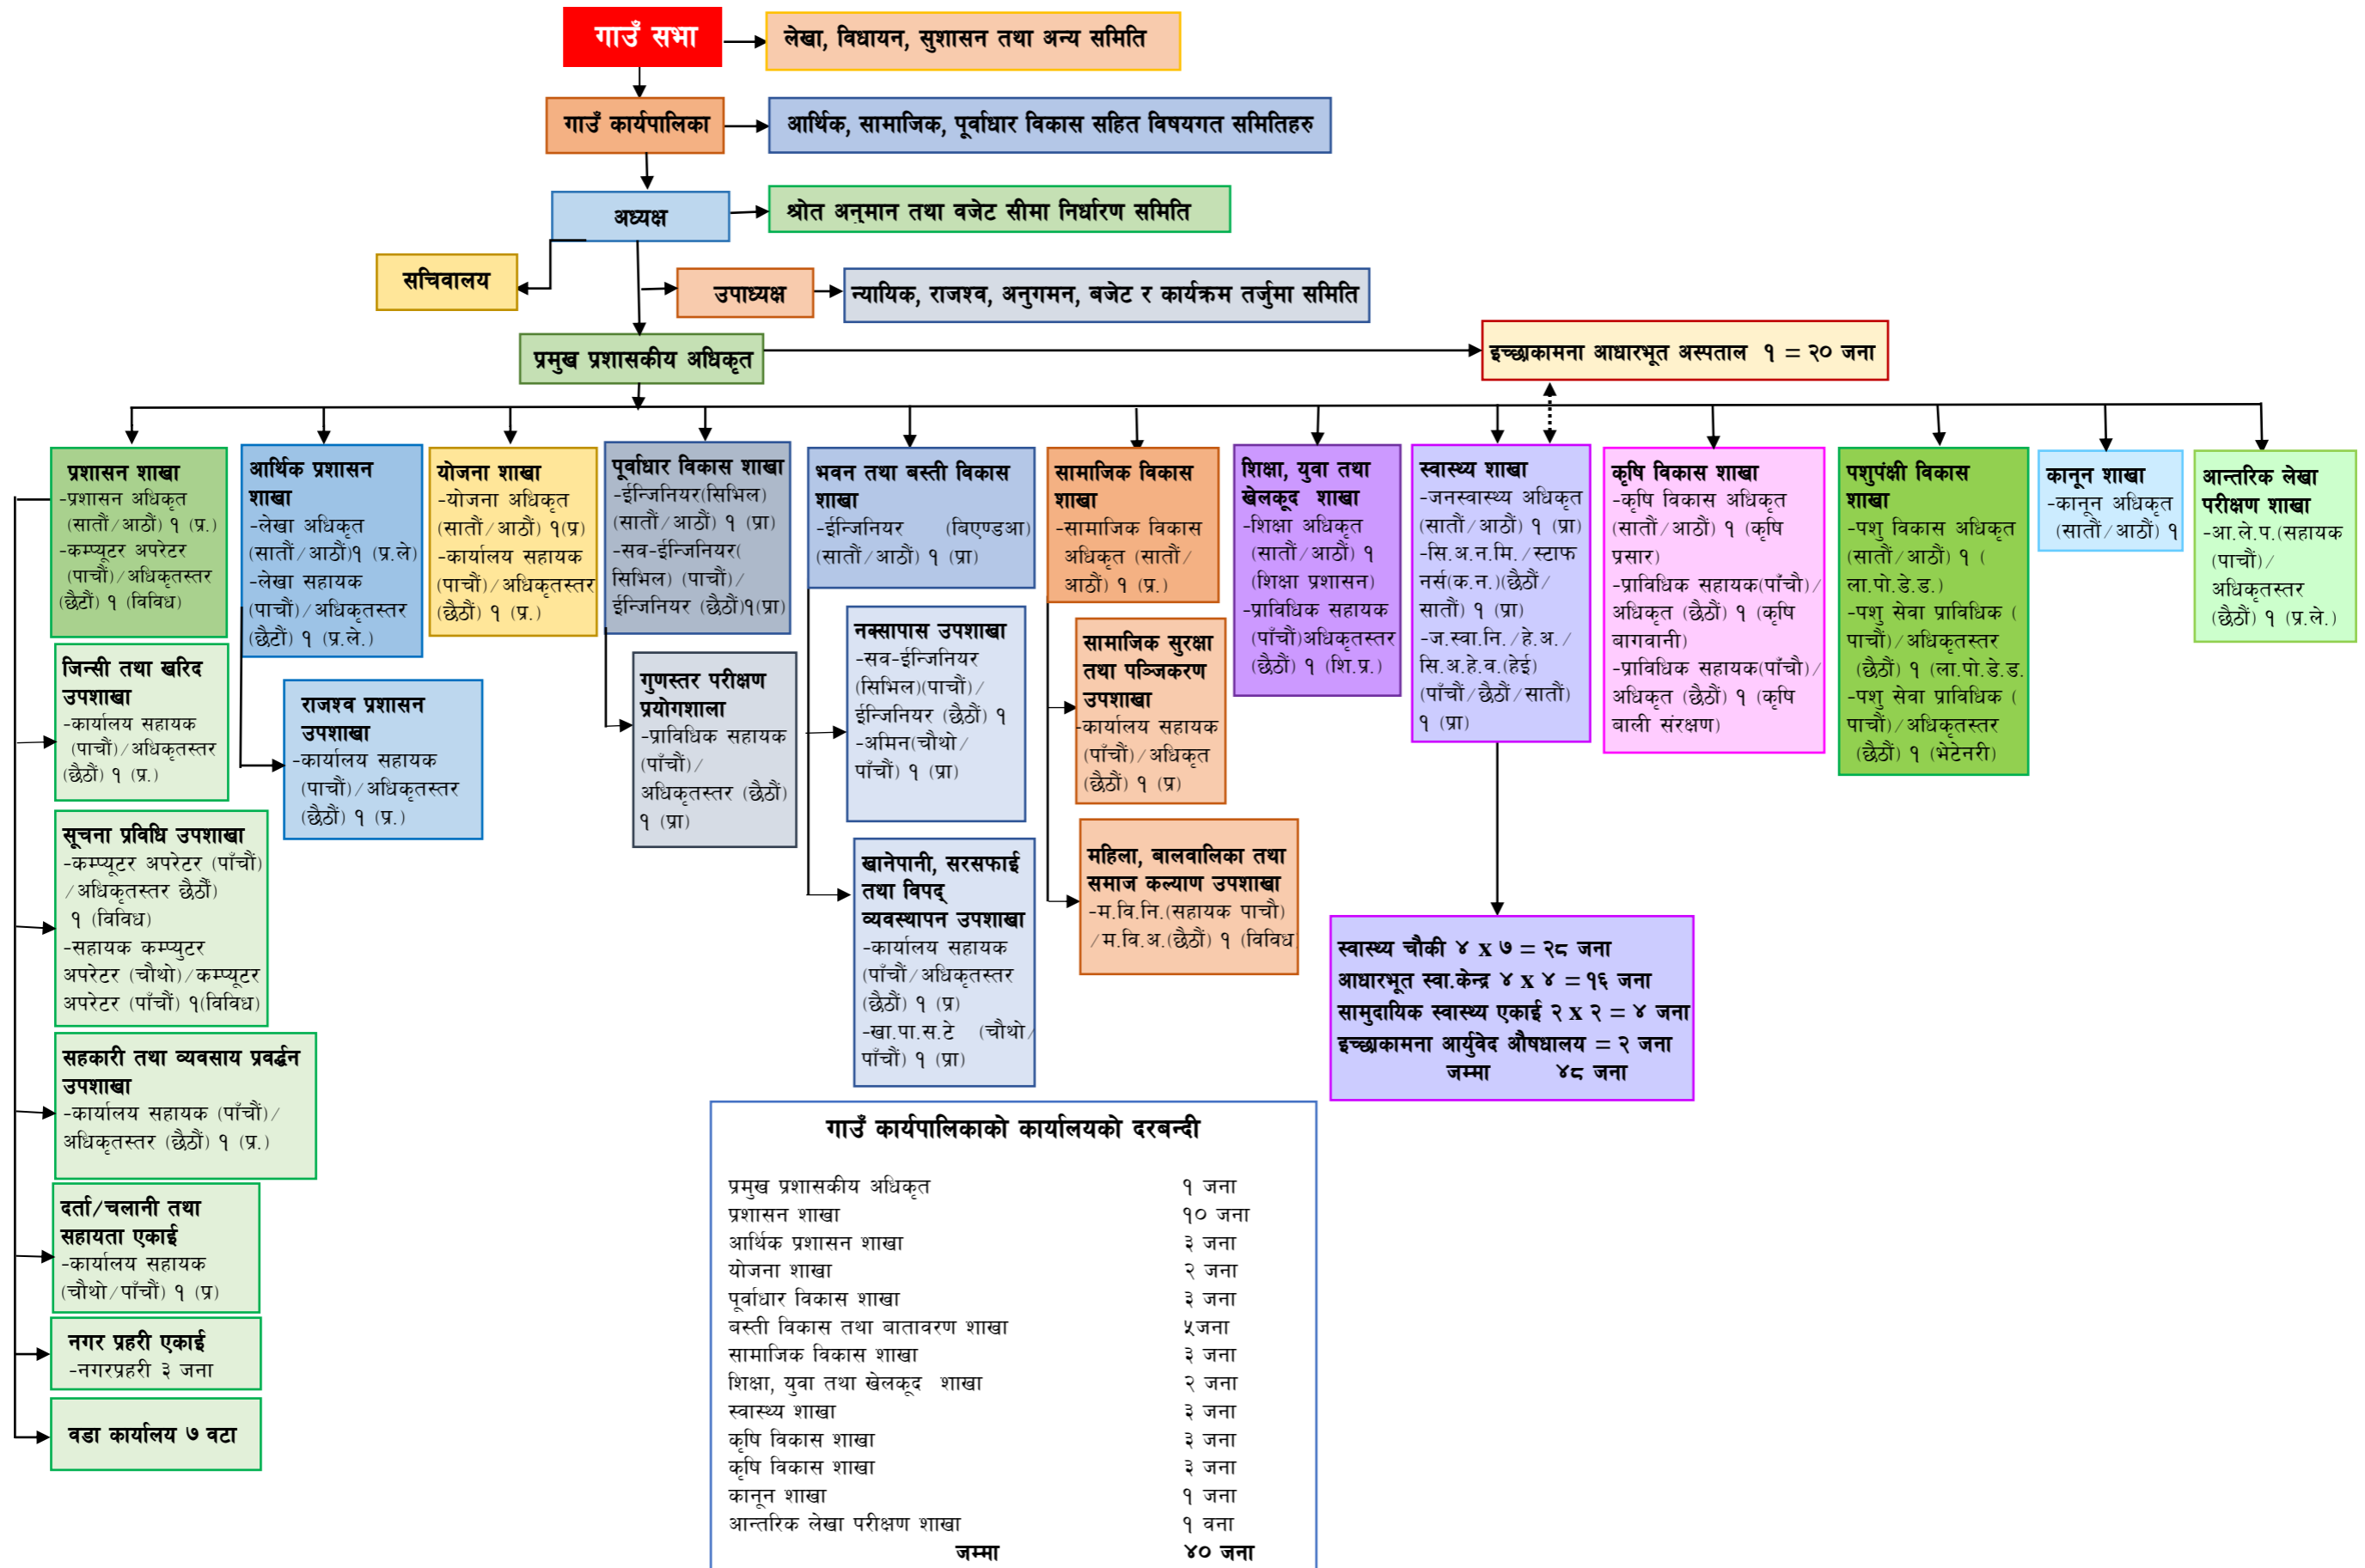 गाउँ सभा
लेखा, विधायन, सुशासन तथा अन्य समिति
गाउँ कार्यपालिका
आर्थिक, सामाजिक, पूर्वाधार विकास सहित विषयगत समितिहरु
अध्यक्ष
श्रोत अनुमान तथा वजेट सीमा निर्धारण समिति
सचिवालय
उपाध्यक्ष
न्यायिक, राजश्व, अनुगमन, बजेट र कार्यक्रम तर्जुमा समिति
प्रमुख प्रशासकीय अधिकृत
इच्छाकामना आधारभूत अस्पताल १ = २० जना
प्रशासन शाखा
-प्रशासन अधिकृत
(सातौं/आठौं) १ (प्र.)
-कम्प्यूटर अपरेटर
(पाचौं)/अधिकृतस्तर
(छैटौं) १ (विविध)
जिन्सी तथा खरिद
उपशाखा
-कार्यालय सहायक
(पाचौं)/अधिकृतस्तर
(छैठौं) १ (प्र.)
सूचना प्रविधि उपशाखा
-कम्प्यूटर अपरेटर (पाँचौं)
/अधिकृतस्तर छैठौं)
१ (विविध)
-सहायक कम्प्युटर
अपरेटर (चौथो)/कम्प्यूटर
अपरेटर (पाँचौं) १(विविध)
सहकारी तथा व्यवसाय प्रवर्द्धन
उपशाखा
-कार्यालय सहायक (पाँचौं)/
अधिकृतस्तर (छैठौं) १ (प्र.)
दर्ता/चलानी तथा
सहायता एकाई
-कार्यालय सहायक
(चौथो/पाँचौं) १ (प्र)
नगर प्रहरी एकाई
-नगरप्रहरी ३ जना
वडा कार्यालय ७ वटा
आर्थिक प्रशासन
शाखा
-लेखा अधिकृत
(सातौं/आठौं)१ (प्र.ले)
-लेखा सहायक
(पाचौं)/अधिकृतस्तर
(छैटौं) १ (प्र.ले.)
राजश्व प्रशासन
उपशाखा
-कार्यालय सहायक
(पाचौं)/अधिकृतस्तर
(छैठौं) १ (प्र.)
योजना शाखा
-योजना अधिकृत
(सातौं/आठौं) १(प्र)
-कार्यालय सहायक
(पाचौं)/अधिकृतस्तर
(छैठौं) १ (प्र.)
पूर्वाधार विकास शाखा
-ईन्जिनियर(सिभिल)
(सातौं/आठौं) १ (प्रा)
-सव-ईन्जिनियर(
सिभिल) (पाचौं)/
ईन्जिनियर (छैठौं)१(प्रा)
गुणस्तर परीक्षण
प्रयोगशाला
-प्राविधिक सहायक
(पाँचौं)/
अधिकृतस्तर (छैठौं)
१ (प्रा)
भवन तथा बस्ती विकास
शाखा
-ईन्जिनियर (बिएण्डआ)
(सातौं/आठौं) १ (प्रा)
नक्सापास उपशाखा
-सव-ईन्जिनियर
(सिभिल)(पाचौं)/
ईन्जिनियर (छैठौं) १
-अमिन(चौथो/
पाँचौं) १ (प्रा)
खानेपानी, सरसफाई
तथा विपद्
व्यवस्थापन उपशाखा
-कार्यालय सहायक
(पाँचौं/अधिकृतस्तर
(छैठौं) १ (प्र)
-खा.पा.स.टे (चौथो/
पाँचौं) १ (प्रा)
सामाजिक विकास
शाखा
-सामाजिक विकास
अधिकृत (सातौं/
आठौं) १ (प्र.)
सामाजिक सुरक्षा
तथा पञ्जिकरण
उपशाखा
-कार्यालय सहायक
(पाँचौं)/अधिकृत
(छैठौं) १ (प्र)
महिला, बालवालिका तथा
समाज कल्याण उपशाखा
-म.वि.नि.(सहायक पाचौ)
/म.वि.अ.(छैठौं) १ (विविध
शिक्षा, युवा तथा
खेलकूद शाखा
-शिक्षा अधिकृत
(सातौं/आठौं) १
(शिक्षा प्रशासन)
-प्राविधिक सहायक
(पाँचौं)अधिकृतस्तर
(छैठौं) १ (शि.प्र.)
स्वास्थ्य शाखा
-जनस्वास्थ्य अधिकृत
(सातौं/आठौं) १ (प्रा)
-सि.अ.न.मि./स्टाफ
नर्स(क.न.)(छैठौं/
सातौं) १ (प्रा)
-ज.स्वा.नि./हे.अ./
सि.अ.हे.व.(हेई)
(पाँचौं/छैठौं/सातौं)
१ (प्रा)
स्वास्थ्य चौकी ४ x ७ = २८ जना
आधारभूत स्वा.केन्द्र ४ x ४ = १६ जना
सामुदायिक स्वास्थ्य एकाई २ x २ = ४ जना
इच्छाकामना आर्युवेद औषधालय = २ जना
जम्मा ४८ जना
कृषि विकास शाखा
-कृषि विकास अधिकृत
(सातौं/आठौं) १ (कृषि
प्रसार)
-प्राविधिक सहायक(पाँचौ)/
अधिकृत (छैठौं) १ (कृषि
बागवानी)
-प्राविधिक सहायक(पाँचौ)/
अधिकृत (छैठौं) १ (कृषि
बाली संरक्षण)
पशुपंक्षी विकास
शाखा
-पशु विकास अधिकृत
(सातौं/आठौं) १ (
ला.पो.डे.ड.)
-पशु सेवा प्राविधिक (
पाचौं)/अधिकृतस्तर
(छैठौं) १ (ला.पो.डे.ड.
-पशु सेवा प्राविधिक (
पाचौं)/अधिकृतस्तर
(छैठौं) १ (भेटेनरी)
कानून शाखा
-कानून अधिकृत
(सातौं/आठौं) १
आन्तरिक लेखा
परीक्षण शाखा
-आ.ले.प.(सहायक
(पाचौं)/
अधिकृतस्तर
(छैठौं) १ (प्र.ले.)
गाउँ कार्यपालिकाको कार्यालयको दरबन्दी
प्रमुख प्रशासकीय अधिकृत १ जना
प्रशासन शाखा १० जना
आर्थिक प्रशासन शाखा ३ जना
योजना शाखा २ जना
पूर्वाधार विकास शाखा ३ जना
बस्ती विकास तथा बातावरण शाखा ५जना
सामाजिक विकास शाखा ३ जना
शिक्षा, युवा तथा खेलकूद शाखा २ जना
स्वास्थ्य शाखा ३ जना
कृषि विकास शाखा ३ जना
कृषि विकास शाखा ३ जना
कानून शाखा १ जना
आन्तरिक लेखा परीक्षण शाखा १ वना
जम्मा ४० जना